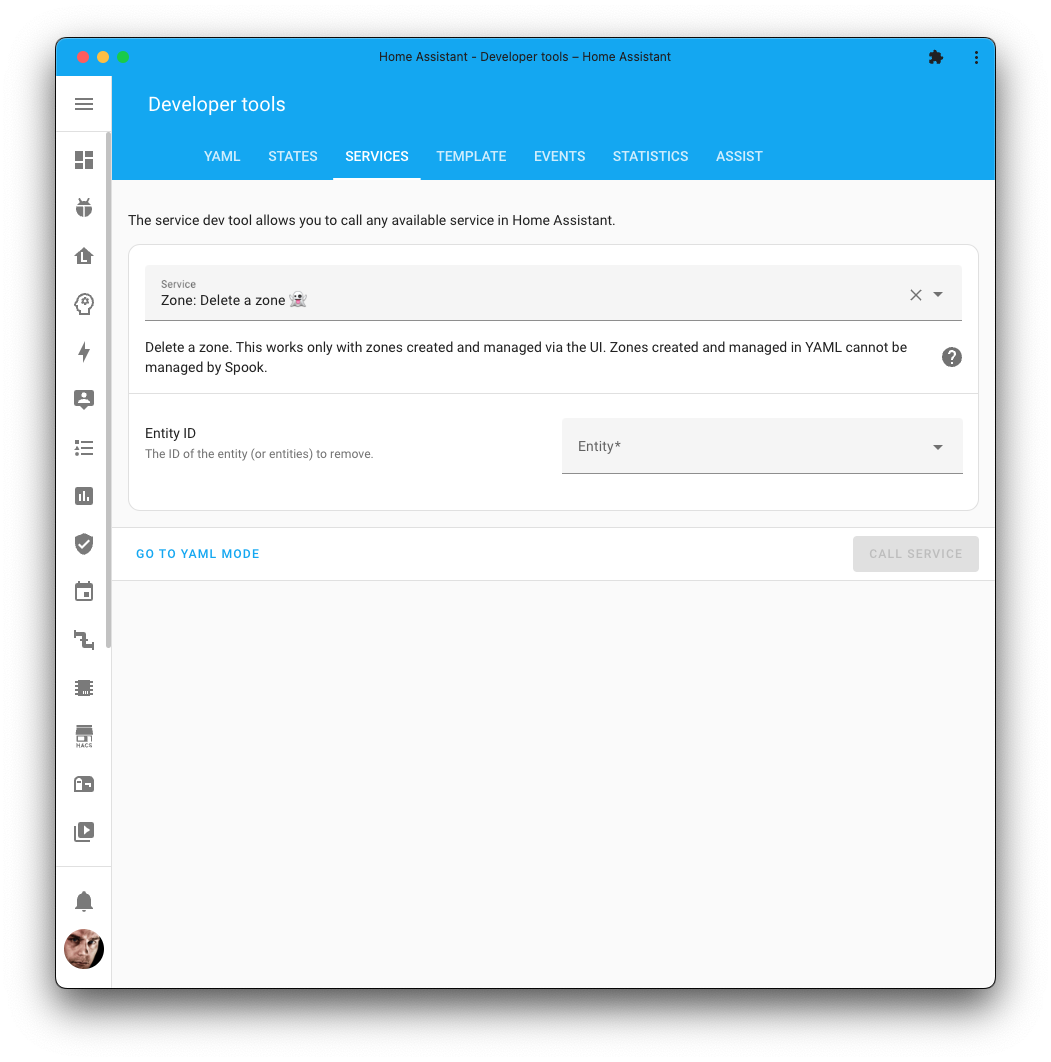 Home Assistant - Developer tools – Home Assistant
Developer tools
YAML STATES SERVICES TEMPLATE EVENTS STATISTICS ASSIST
The service dev tool allows you to call any available service in Home Assistant.
Service
Zone: Delete a zone 👻
Delete a zone. This works only with zones created and managed via the UI. Zones created and managed in YAML cannot be
managed by Spook.
Entity ID
The ID of the entity (or entities) to remove.
Entity*
GO TO YAML MODE
CALL SERVICE
HACS